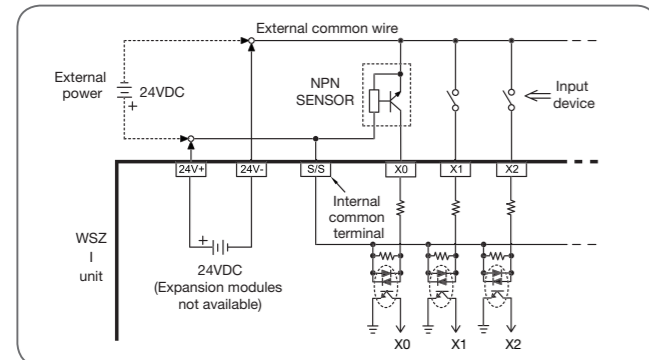 External common wire
External
power
24VDC
+
NPN
SENSOR
Input
device
24V+
24V-
S/S
X0
X1
X2
Internal
common
terminal
WSZ
I
unit
+
24VDC
(Expansion modules
not available)
X0
X1
X2